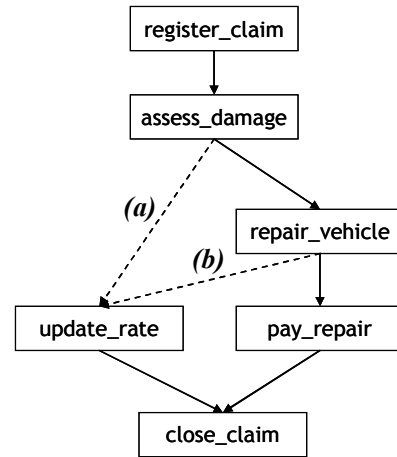 register_claim
assess_damage
(a)
repair_vehicle
(b)
update_rate
pay_repair
close_claim